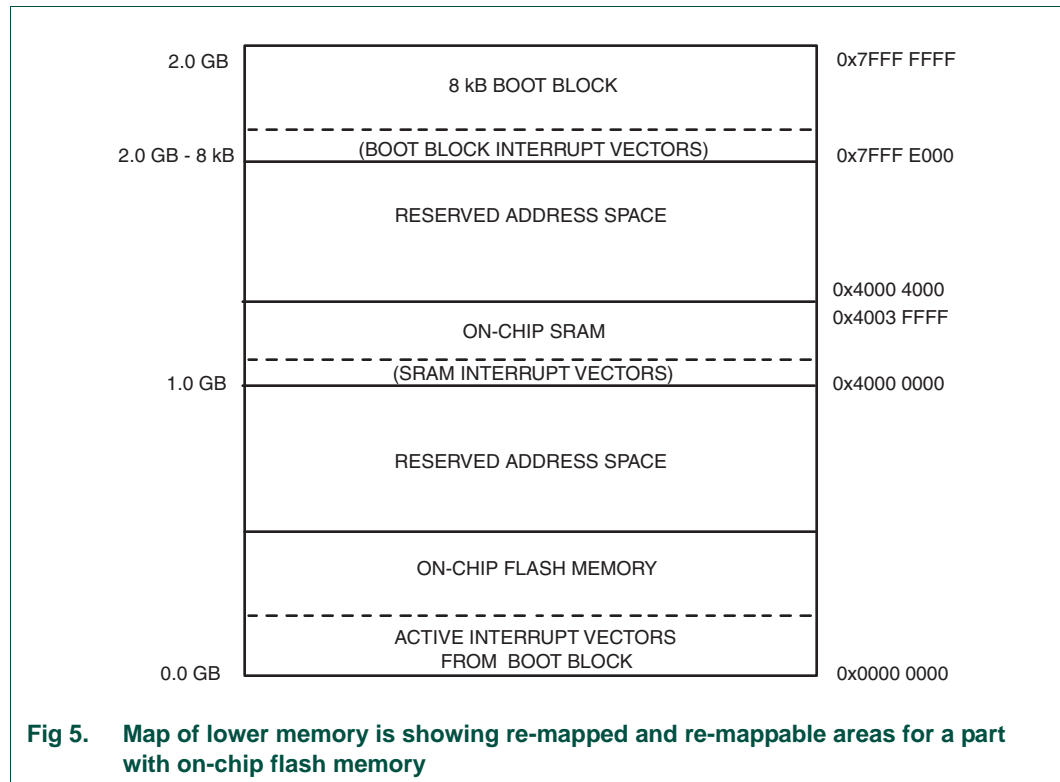 2.0 GB
0x7FFF FFFF
8 kB BOOT BLOCK
2.0 GB - 8 kB
(BOOT BLOCK INTERRUPT VECTORS)
0x7FFF E000
RESERVED ADDRESS SPACE
0x4000 4000
0x4003 FFFF
ON-CHIP SRAM
1.0 GB
(SRAM INTERRUPT VECTORS)
0x4000 0000
RESERVED ADDRESS SPACE
ON-CHIP FLASH MEMORY
ACTIVE INTERRUPT VECTORS
FROM BOOT BLOCK
0.0 GB
0x0000 0000
Fig 5. Map of lower memory is showing re-mapped and re-mappable areas for a part
with on-chip flash memory